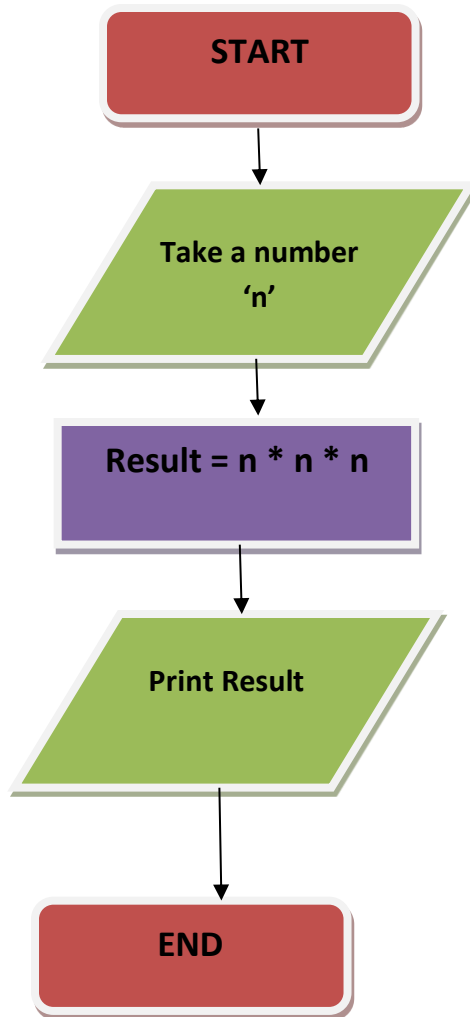 START
Take a number
‘n’
Result = n * n * n
Print Result
END